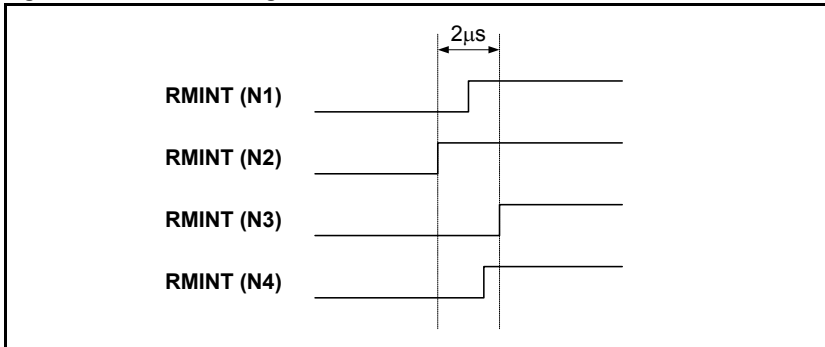 2μs
RMINT (N1)
RMINT (N2)
RMINT (N3)
RMINT (N4)